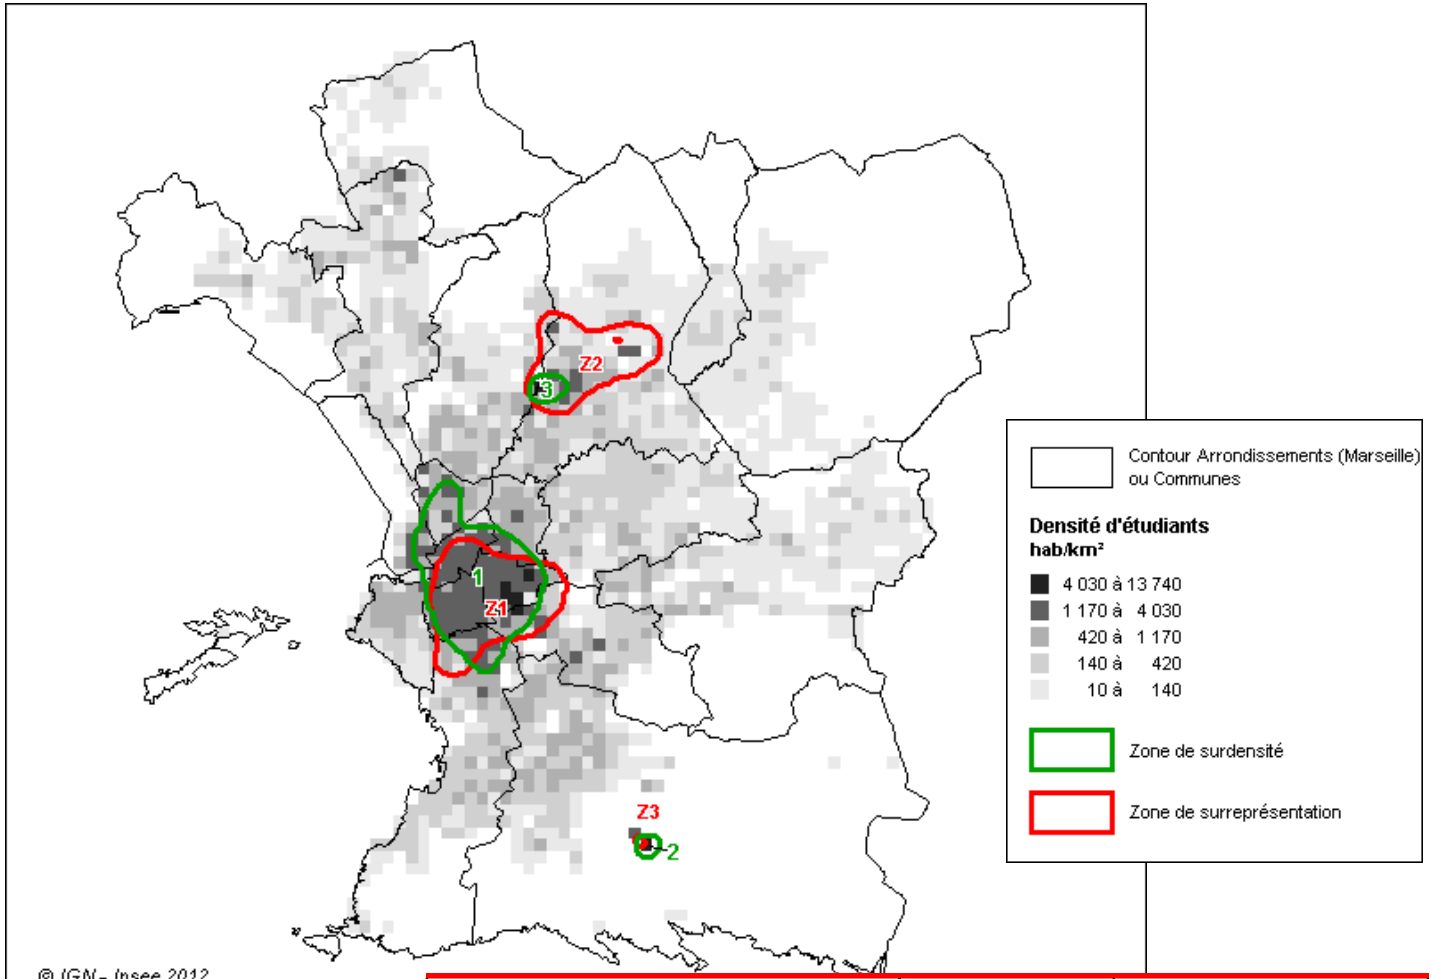 Z2
3
1
Z1
Z3
2
Contour Arrondissements (Marseille)
ou Communes
Densité d'étudiants
hab/km²
4 030 à 13 740
1 170 à 4 030
420 à 1 170
140 à 420
10 à 140
Zone de surdensité
Zone de surreprésentation
© IGN - Insee 2012